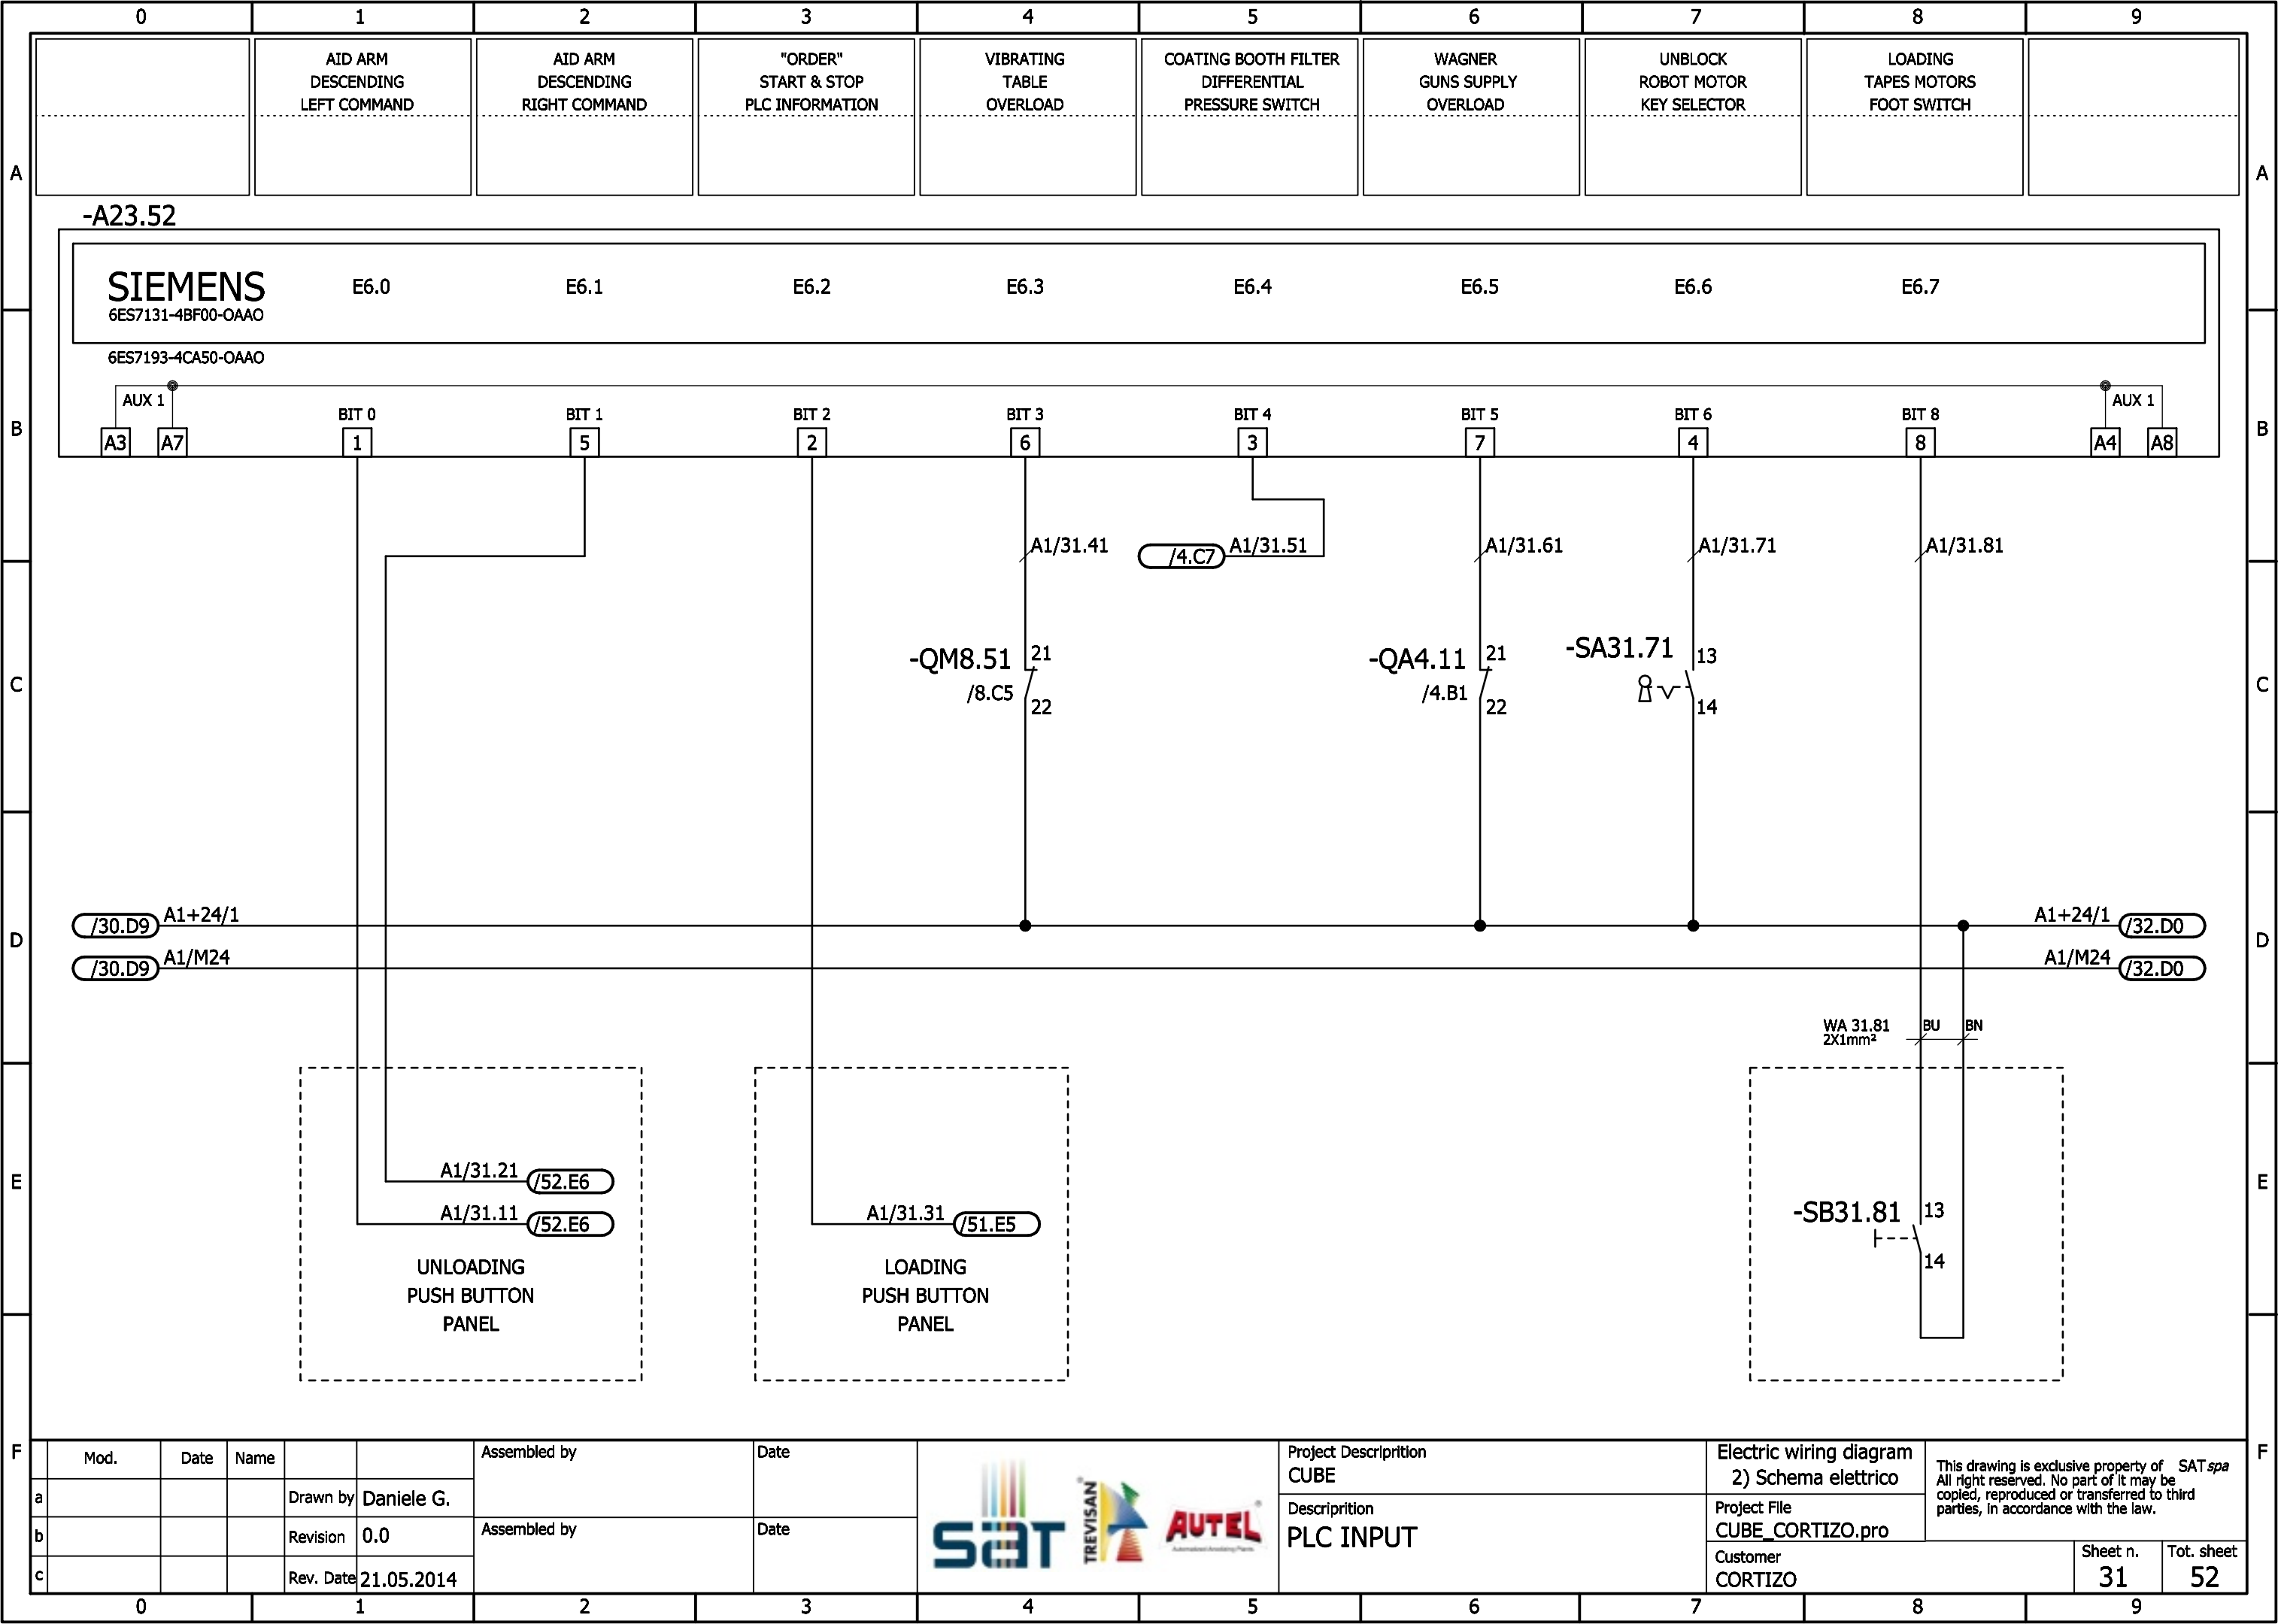 0 1 2 3 4 5 6 7 8 9
AID ARM
DESCENDING
LEFT COMMAND
AID ARM
DESCENDING
RIGHT COMMAND
"ORDER"
START & STOP
PLC INFORMATION
VIBRATING
TABLE
OVERLOAD
COATING BOOTH FILTER
DIFFERENTIAL
PRESSURE SWITCH
WAGNER
GUNS SUPPLY
OVERLOAD
UNBLOCK
ROBOT MOTOR
KEY SELECTOR
LOADING
TAPES MOTORS
FOOT SWITCH
A A
-A23.52
SIEMENS E6.0 E6.1 E6.2 E6.3 E6.4 E6.5 E6.6 E6.7
6ES7131-4BF00-OAAO
6ES7193-4CA50-OAAO
AUX 1 AUX 1
BIT 0 BIT 1 BIT 2 BIT 3 BIT 4 BIT 5 BIT 6 BIT 8
B B
A3 A7 1 5 2 6 3 7 4 8 A4 A8
A1/31.41 A1/31.51 A1/31.61 A1/31.71 A1/31.81
/4.C7
-QM8.51 21
/8.C5 22
-QA4.11 21
/4.B1 22
-SA31.71 13
14
C C
/30.D9 A1+24/1 A1+24/1 /32.D0
D D
/30.D9 A1/M24 A1/M24 /32.D0
WA 31.81 BU BN
2X1mm²
E E
A1/31.21 /52.E6
A1/31.11 /52.E6
UNLOADING
PUSH BUTTON
PANEL
A1/31.31 /51.E5
LOADING
PUSH BUTTON
PANEL
-SB31.81 13
14
F F
Mod. Date Name
a Drawn by Daniele G.
b Revision 0.0
c Rev. Date 21.05.2014
Assembled by Date
Assembled by Date
sat
TREVISAN
AUTEL
Project Descriprition
CUBE
Descriprition
PLC INPUT
Electric wiring diagram
2) Schema elettrico
Project File
CUBE_CORTIZO.pro
Customer
CORTIZO
This drawing is exclusive property of SAT spa
All right reserved. No part of it may be
copied, reproduced or transferred to third
parties, in accordance with the law.
Sheet n. Tot. sheet
31 52
0 1 2 3 4 5 6 7 8 9